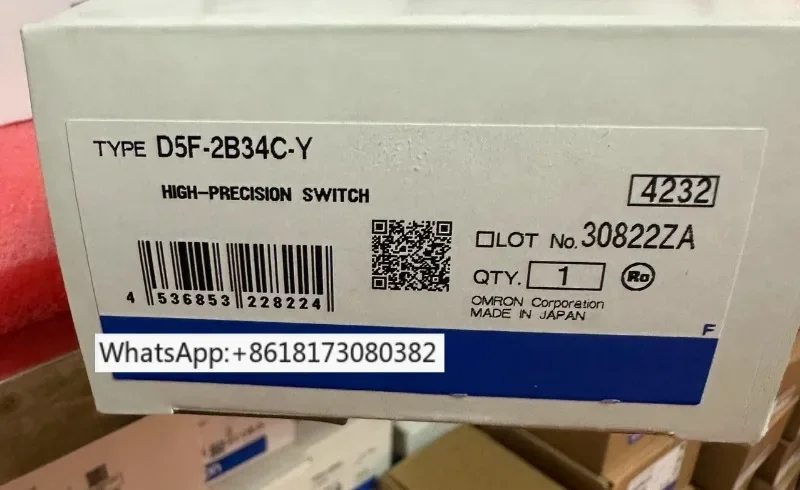 TYPE D5F-2B34C-Y
HIGH-PRECISION SWITCH
4232
LOT No. 30822ZA
QTY. 1 Ro
4 536853 228224
OMRON Corporation
MADE IN JAPAN
F
WhatsApp:+8618173080382